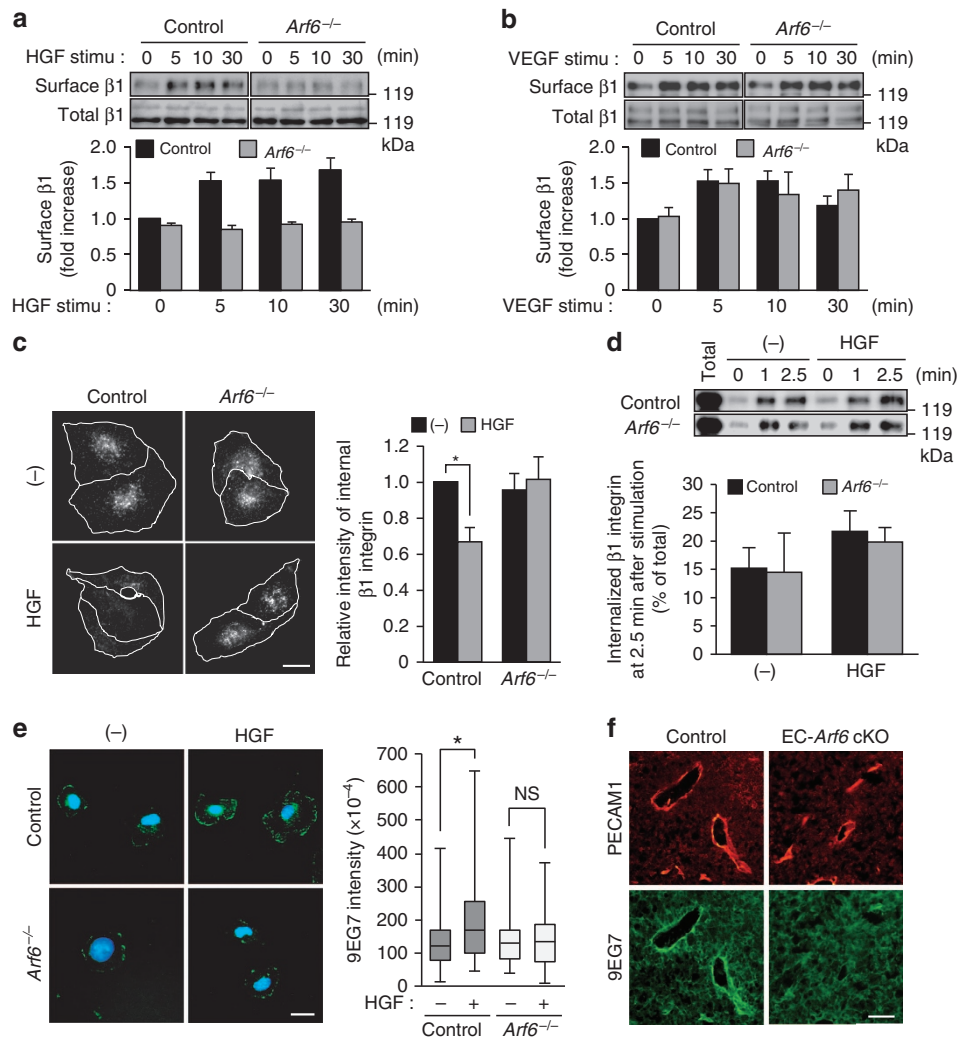 a
Control Arf6−/−
HGF stimu : 0 5 10 30 0 5 10 30 (min)
Surface β1
119
Total β1
119
kDa
2.0
1.5
1.0
0.5
0
Surface β1
(fold increase)
Control Arf6−/−
HGF stimu : 0 5 10 30 (min)
b
Control Arf6−/−
VEGF stimu : 0 5 10 30 0 5 10 30 (min)
Surface β1
119
Total β1
119
kDa
2.0
1.5
1.0
0.5
0
Surface β1
(fold increase)
Control Arf6−/−
VEGF stimu : 0 5 10 30 (min)
c
Control Arf6−/−
(–)
HGF
(–) HGF
1.2
1.0
0.8
0.6
0.4
0.2
0
Relative intensity of internal
β1 integrin
*
Control Arf6−/−
d
Total
(–) HGF
0 1 2.5 0 1 2.5 (min)
Control
119
Arf6−/−
119
kDa
30
25
20
15
15
10
5
0
Internalized β1 integrin
at 2.5 min after stimulation
(% of total)
Control Arf6−/−
(–) HGF
e
(–) HGF
Control
Arf6−/−
700
600
500
400
300
200
100
0
9EG7 intensity (×10−4)
*
NS
HGF : – + – +
Control Arf6−/−
f
Control EC-Arf6 cKO
PECAM1
9EG7